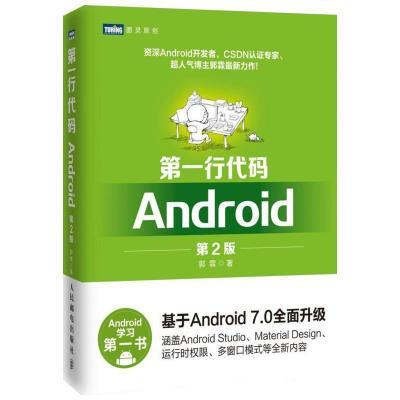 TURING 图灵原创
资深Android开发者，CSDN认证专家、
超人气博主郭霖最新力作！
第一行代码
Android
第2版
郭霖 著
Android
学习
第一书
基于Android 7.0全面升级
涵盖Android Studio、Material Design、
运行时权限、多窗口模式等全新内容
第一行代码
Android
第2版
郭霖 著
人民邮电出版社